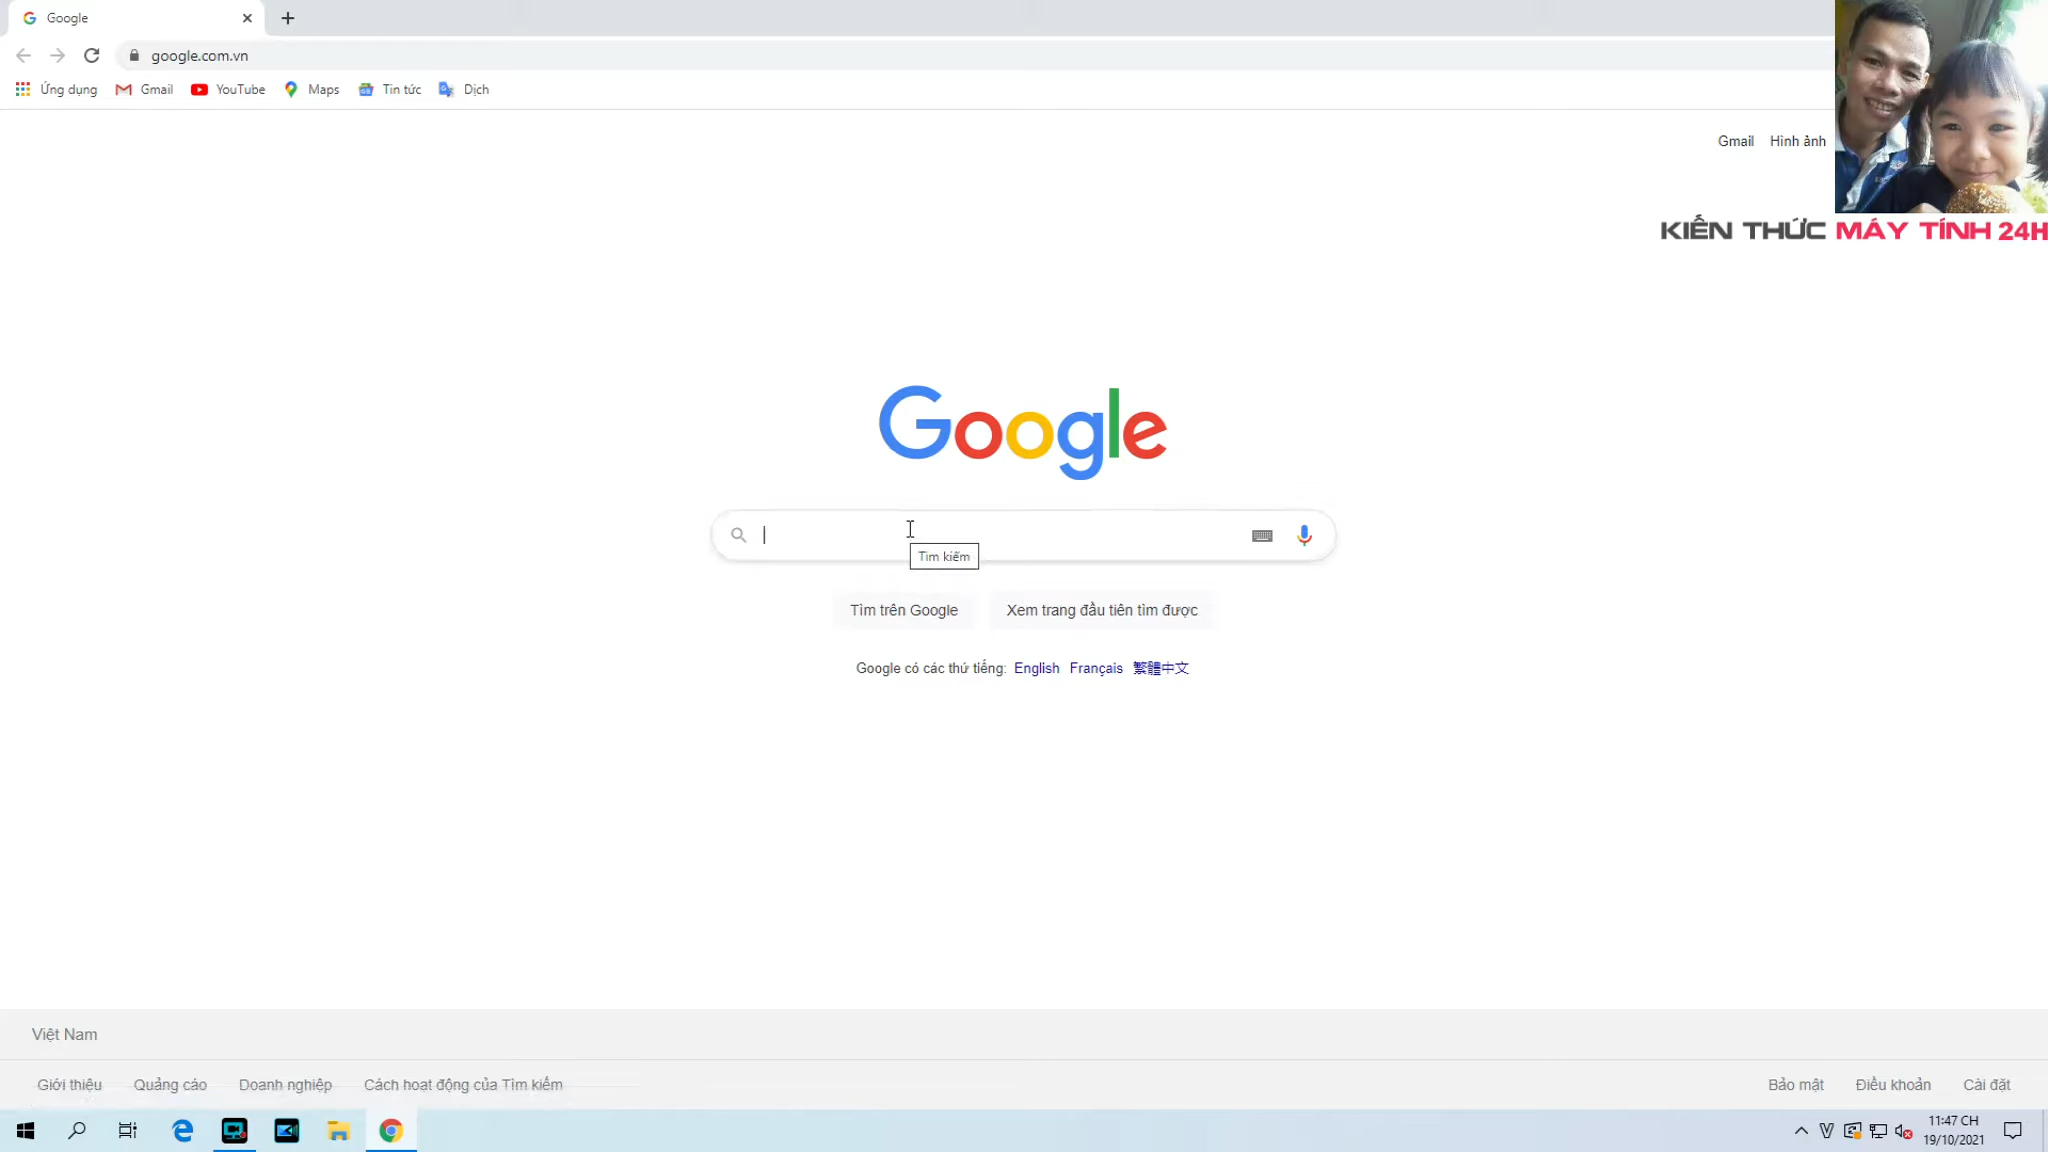 Google
google.com.vn
Ứng dụng Gmail YouTube Maps Tin tức Dịch
Gmail Hình ảnh
KIẾN THỨC MÁY TÍNH 24H
Google
Tìm kiếm
Tìm trên Google Xem trang đầu tiên tìm được
Google có các thứ tiếng: English Français 繁體中文
Việt Nam
Giới thiệu Quảng cáo Doanh nghiệp Cách hoạt động của Tìm kiếm Bảo mật Điều khoản Cài đặt
11:47 CH
19/10/2021